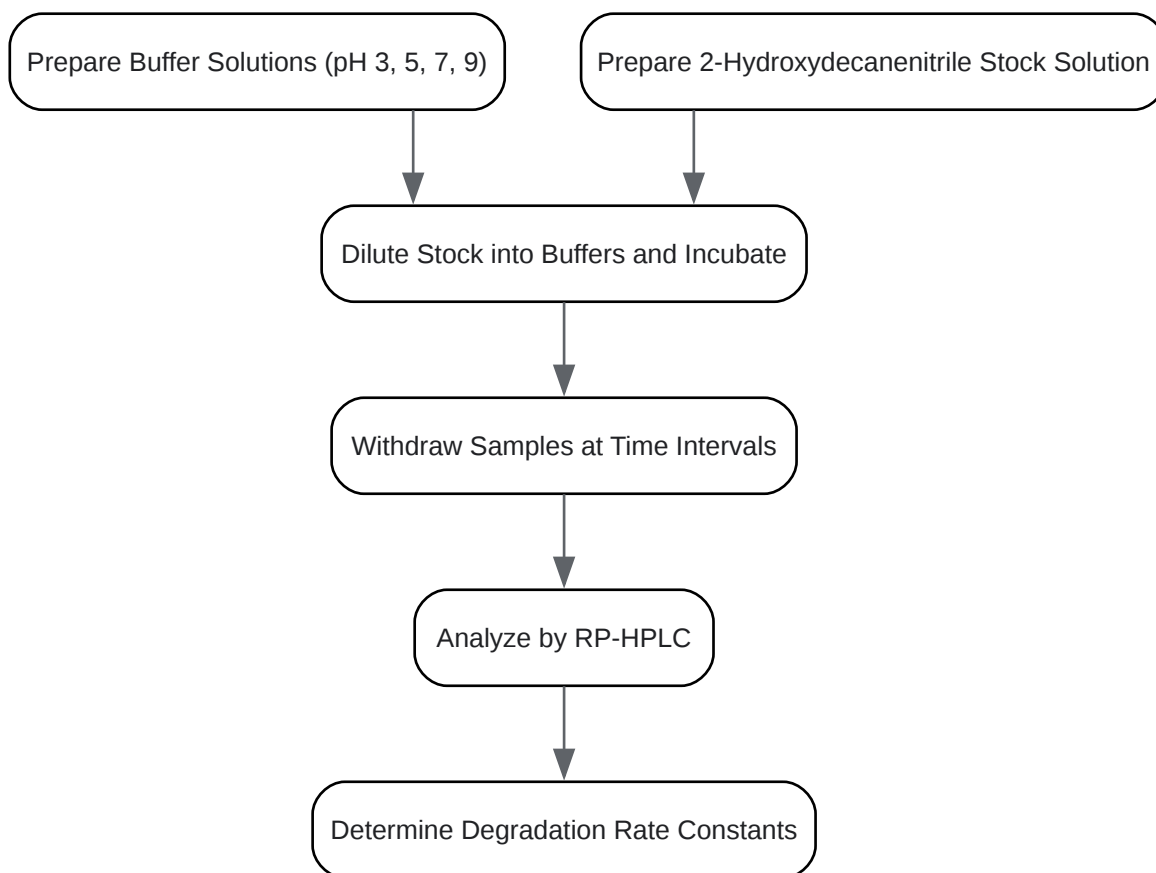 Prepare Buffer Solutions (pH 3, 5, 7, 9)
Prepare 2-Hydroxydecanenitrile Stock Solution
Dilute Stock into Buffers and Incubate
Withdraw Samples at Time Intervals
Analyze by RP-HPLC
Determine Degradation Rate Constants